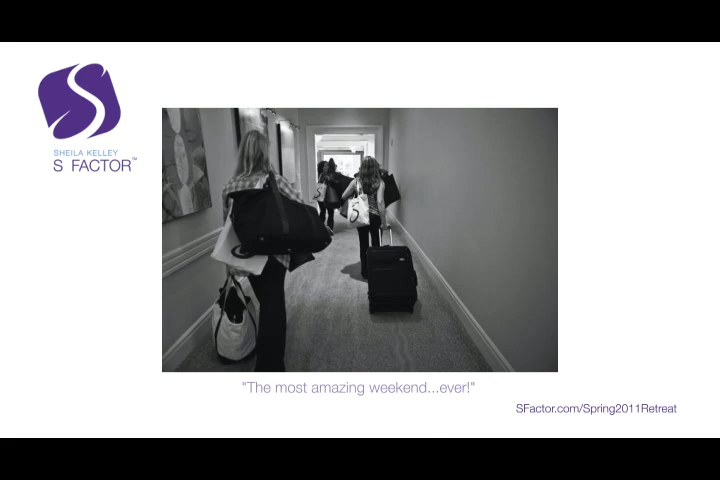 SHEILA KELLEY
S FACTOR™
"The most amazing weekend...ever!"
SFactor.com/Spring2011Retreat